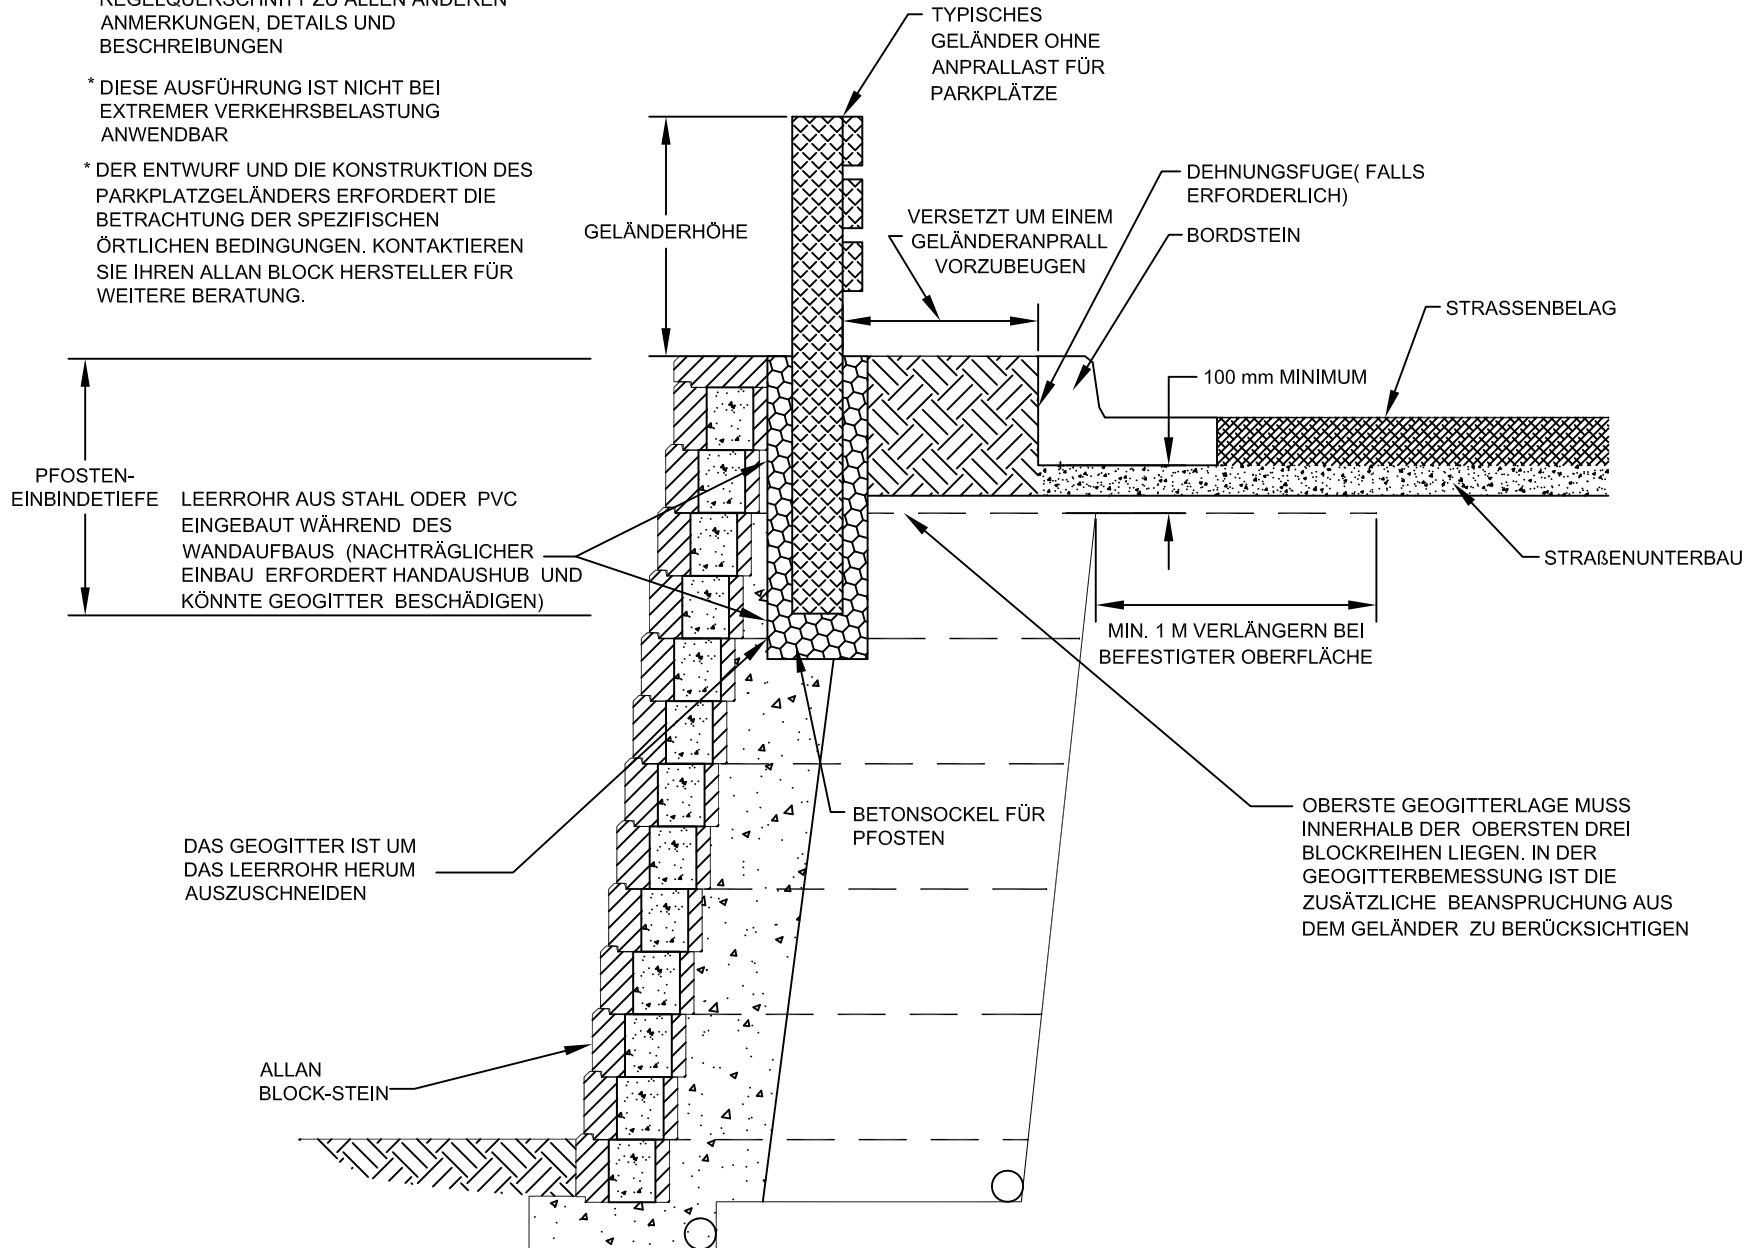 REGELQUERSCHNITT ZU ALLEN ANDEREN
ANMERKUNGEN, DETAILS UND
BESCHREIBUNGEN
* DIESE AUSFÜHRUNG IST NICHT BEI
EXTREMER VERKEHRSBELASTUNG
ANWENDBAR
* DER ENTWURF UND DIE KONSTRUKTION DES
PARKPLATZGELÄNDERS ERFORDERT DIE
BETRACHTUNG DER SPEZIFISCHEN
ÖRTLICHEN BEDINGUNGEN. KONTAKTIEREN
SIE IHREN ALLAN BLOCK HERSTELLER FÜR
WEITERE BERATUNG.
TYPISCHES
GELÄNDER OHNE
ANPRALLAST FÜR
PARKPLÄTZE
GELÄNDERHÖHE
VERSETZT UM EINEM
GELÄNDERANPRALL
VORZUBEUGEN
DEHNUNGSFUGE( FALLS
ERFORDERLICH)
BORDSTEIN
STRASSENBELAG
100 mm MINIMUM
PFOSTEN-
EINBINDETIEFE
LEERROHR AUS STAHL ODER PVC
EINGEBAUT WÄHREND DES
WANDAUFBAUS (NACHTRÄGLICHER
EINBAU ERFORDERT HANDAUSHUB UND
KÖNNTE GEOGITTER BESCHÄDIGEN)
STRAßENUNTERBAU
MIN. 1 M VERLÄNGERN BEI
BEFESTIGTER OBERFLÄCHE
BETONSOCKEL FÜR
PFOSTEN
OBERSTE GEOGITTERLAGE MUSS
INNERHALB DER OBERSTEN DREI
BLOCKREIHEN LIEGEN. IN DER
GEOGITTERBEMESSUNG IST DIE
ZUSÄTZLICHE BEANSPRUCHUNG AUS
DEM GELÄNDER ZU BERÜCKSICHTIGEN
DAS GEOGITTER IST UM
DAS LEERROHR HERUM
AUSZUSCHNEIDEN
ALLAN
BLOCK-STEIN